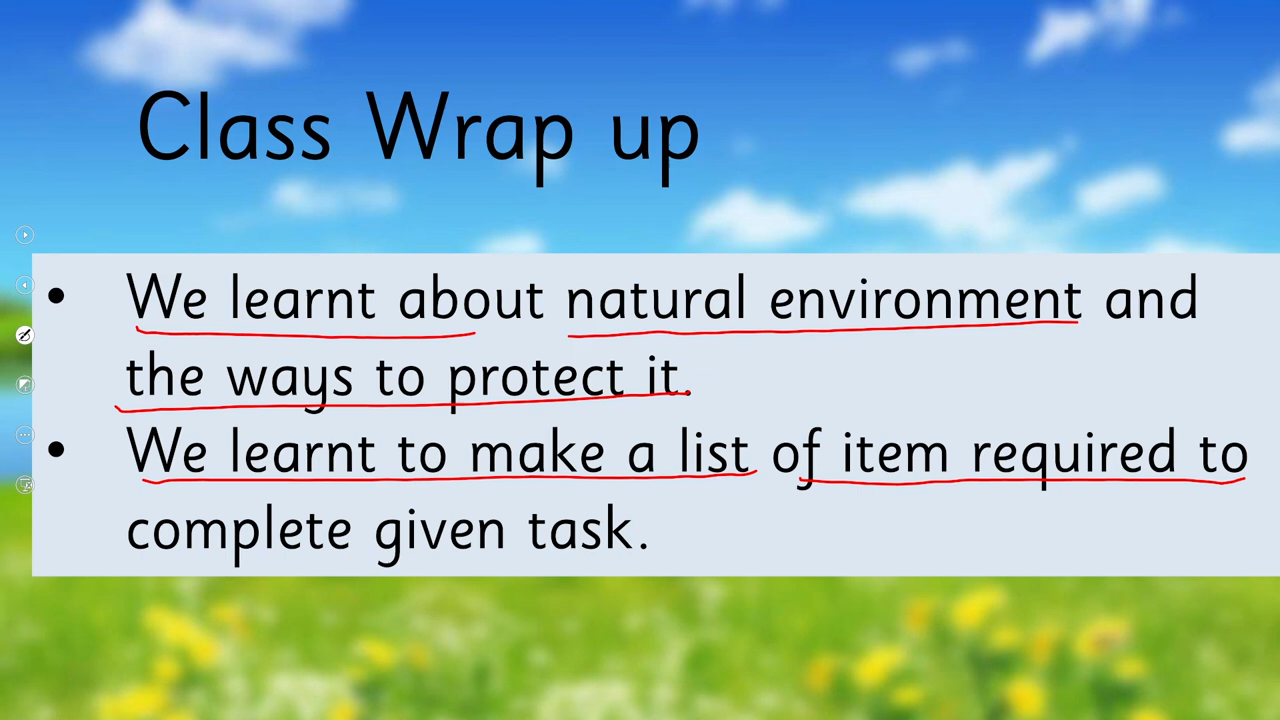 Class Wrap up
• We learnt about natural environment and
the ways to protect it.
• We learnt to make a list of item required to
complete given task.